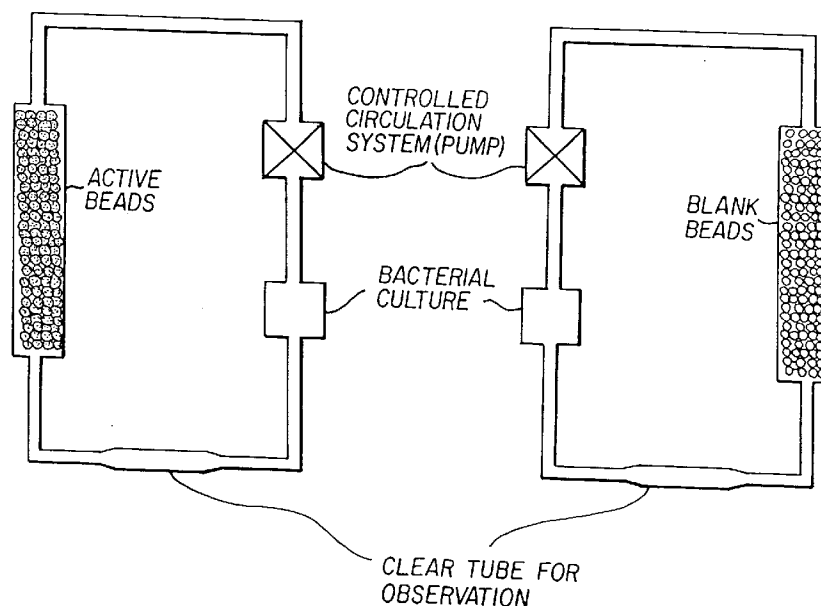 CONTROLLED
CIRCULATION
SYSTEM(PUMP)
ACTIVE
BEADS
BLANK
BEADS
BACTERIAL
CULTURE
CLEAR TUBE FOR
OBSERVATION